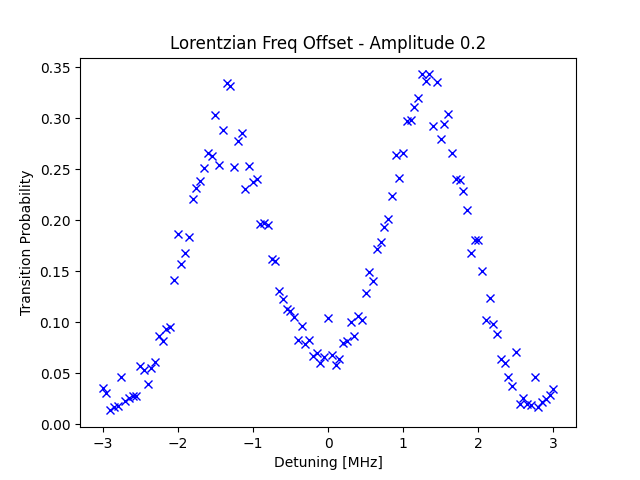 Lorentzian Freq Offset - Amplitude 0.2
Transition Probability
0.35
0.30
0.25
0.20
0.15
0.10
0.05
0.00
−3 −2 −1 0 1 2 3
Detuning [MHz]